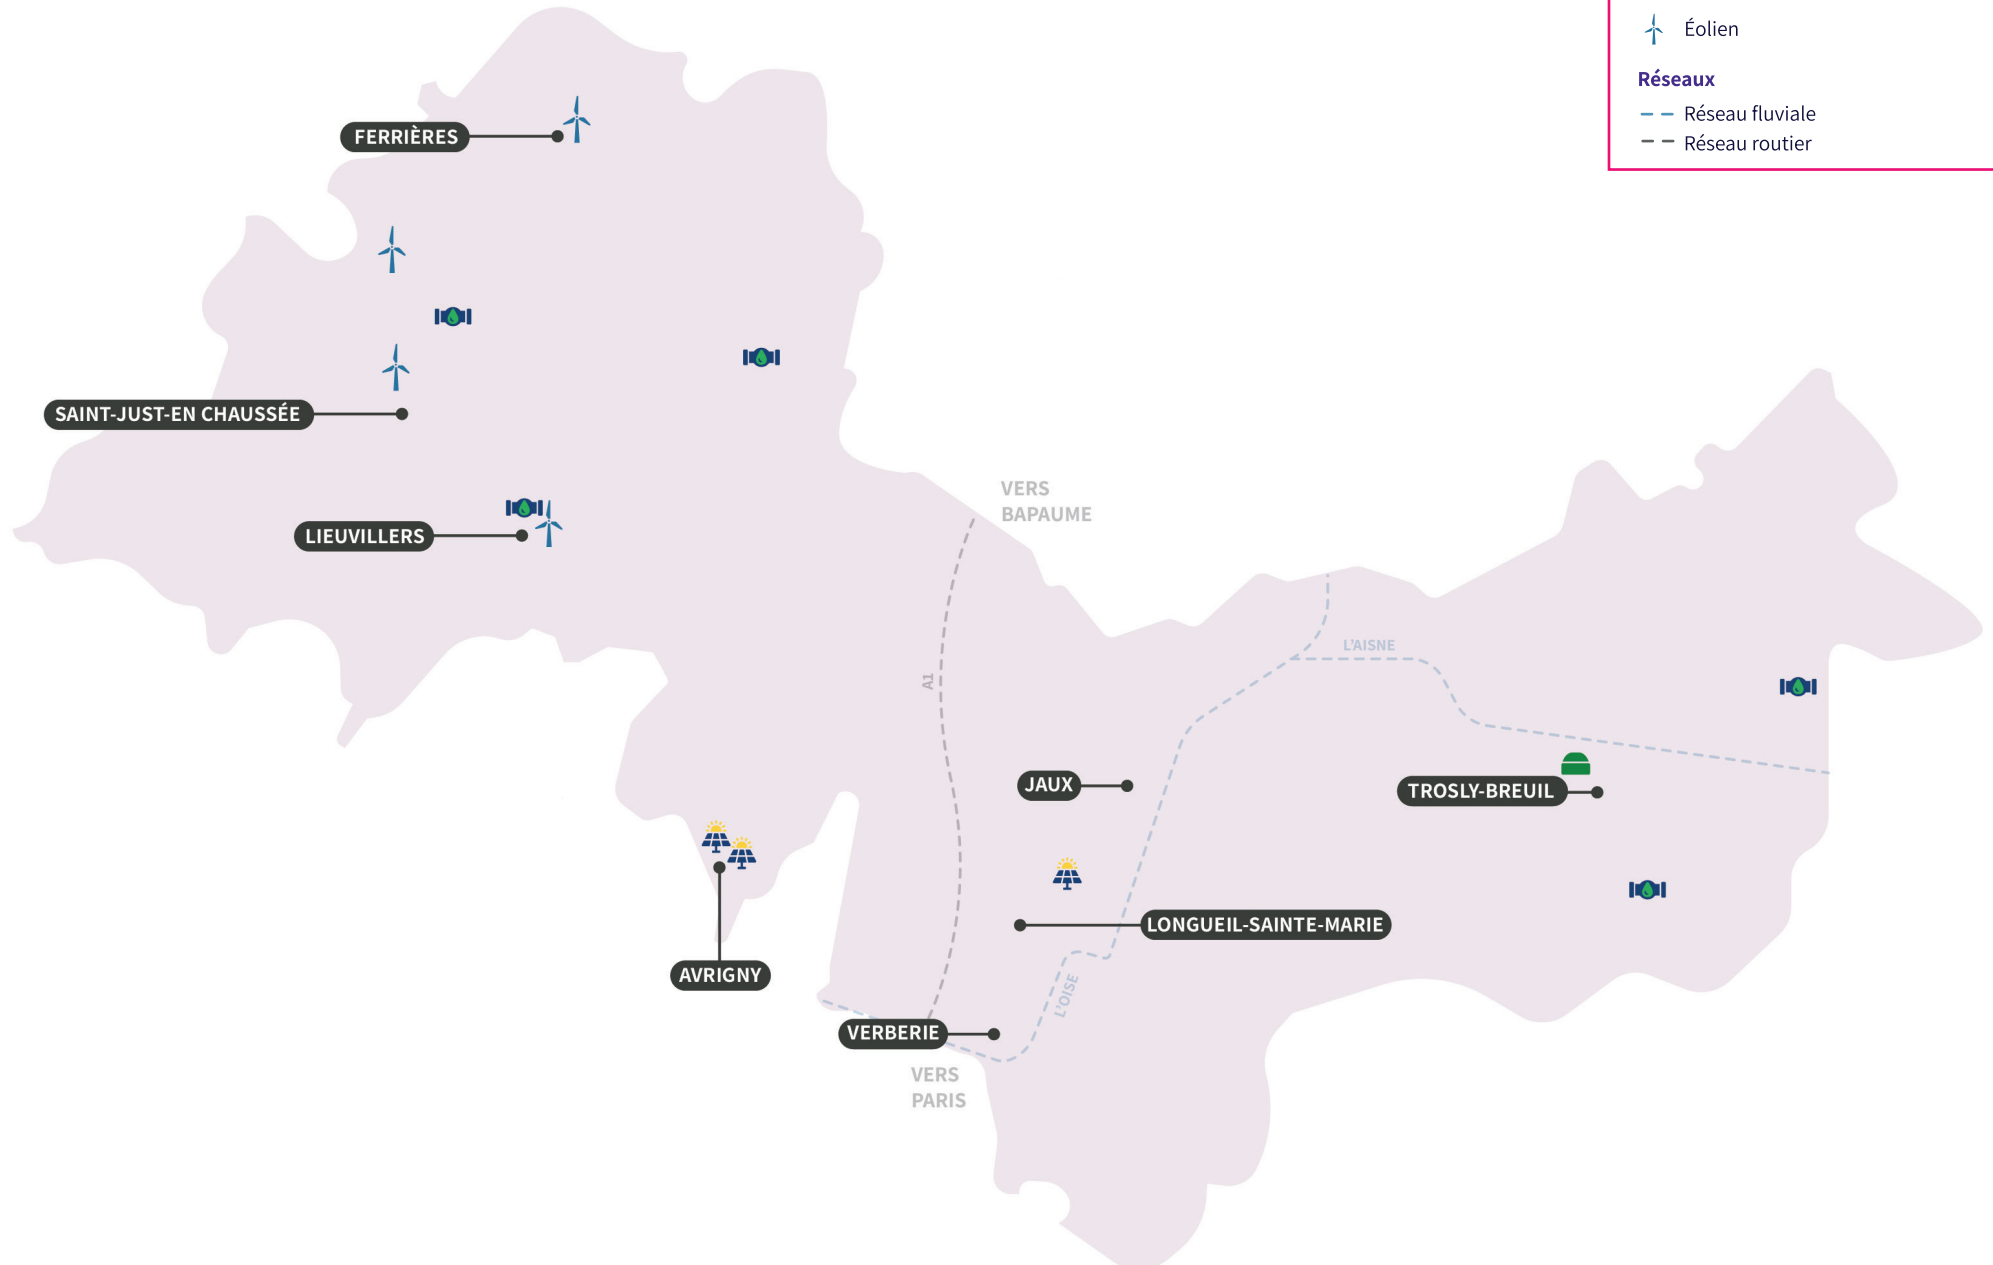 Éolien
Réseaux
Réseau fluviale
Réseau routier
FERRIÈRES
SAINT-JUST-EN CHAUSSÉE
LIEUVILLERS
VERS
BAPAUME
L'AISNE
A1
JAUX
TROSLY-BREUIL
LONGUEIL-SAINTE-MARIE
AVRIGNY
L'OISE
VERBERIE
VERS
PARIS